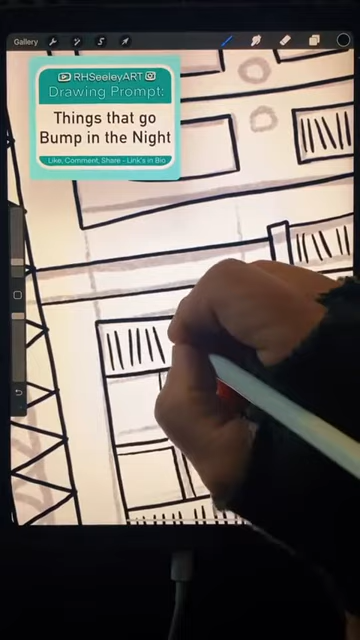 Gallery
RHSeeleyART
Drawing Prompt:
Things that go
Bump in the Night
Like, Comment, Share - Link's in Bio